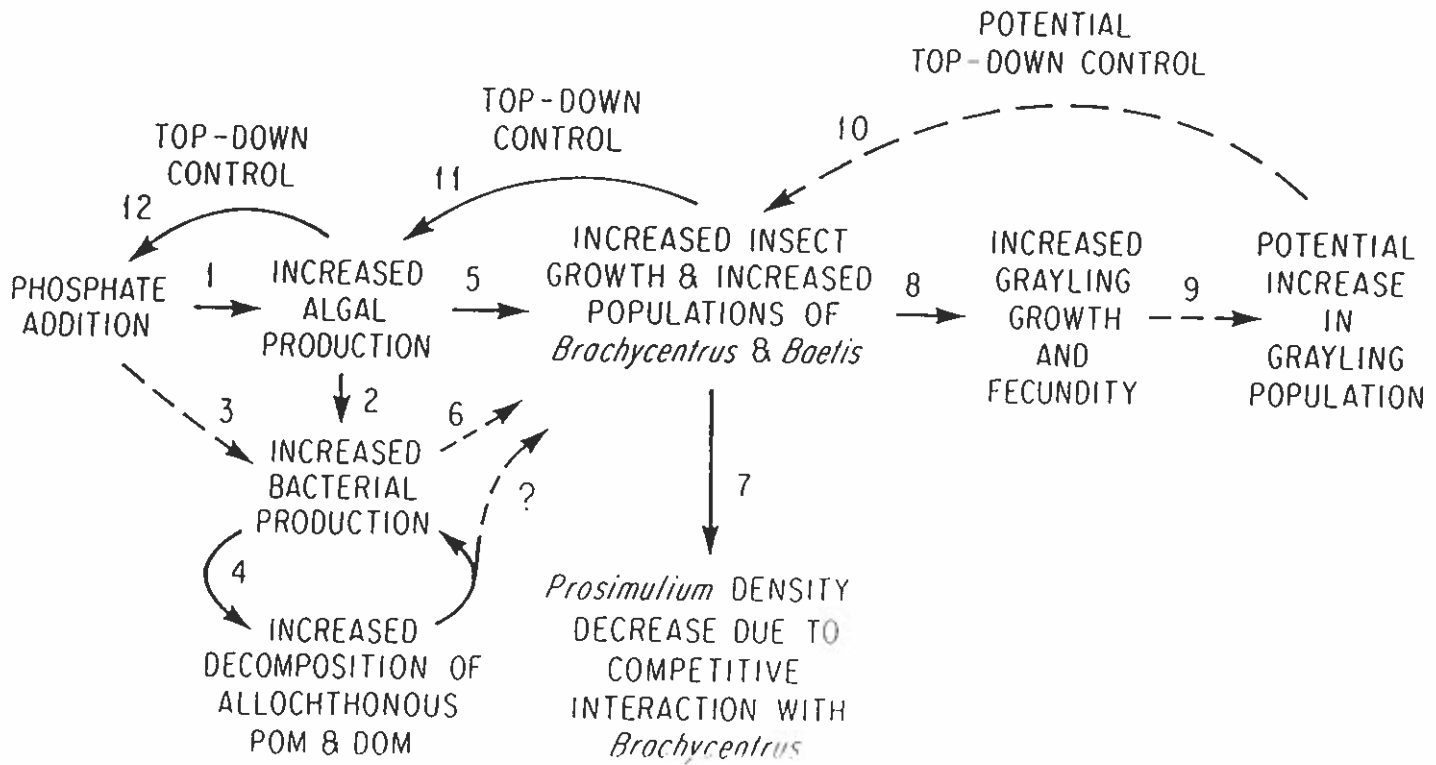 POTENTIAL
TOP-DOWN CONTROL
10
TOP-DOWN
CONTROL
11
TOP-DOWN
CONTROL
12
PHOSPHATE
ADDITION
1
INCREASED
ALGAL
PRODUCTION
5
INCREASED INSECT
GROWTH & INCREASED
POPULATIONS OF
Brachycentrus & Baetis
8
INCREASED
GRAYLING
GROWTH
AND
FECUNDITY
9
POTENTIAL
INCREASE
IN
GRAYLING
POPULATION
3
2
6
INCREASED
BACTERIAL
PRODUCTION
?
7
4
INCREASED
DECOMPOSITION OF
ALLOCHTHONOUS
POM & DOM
Prosimulium DENSITY
DECREASE DUE TO
COMPETITIVE
INTERACTION WITH
Brachycentrus